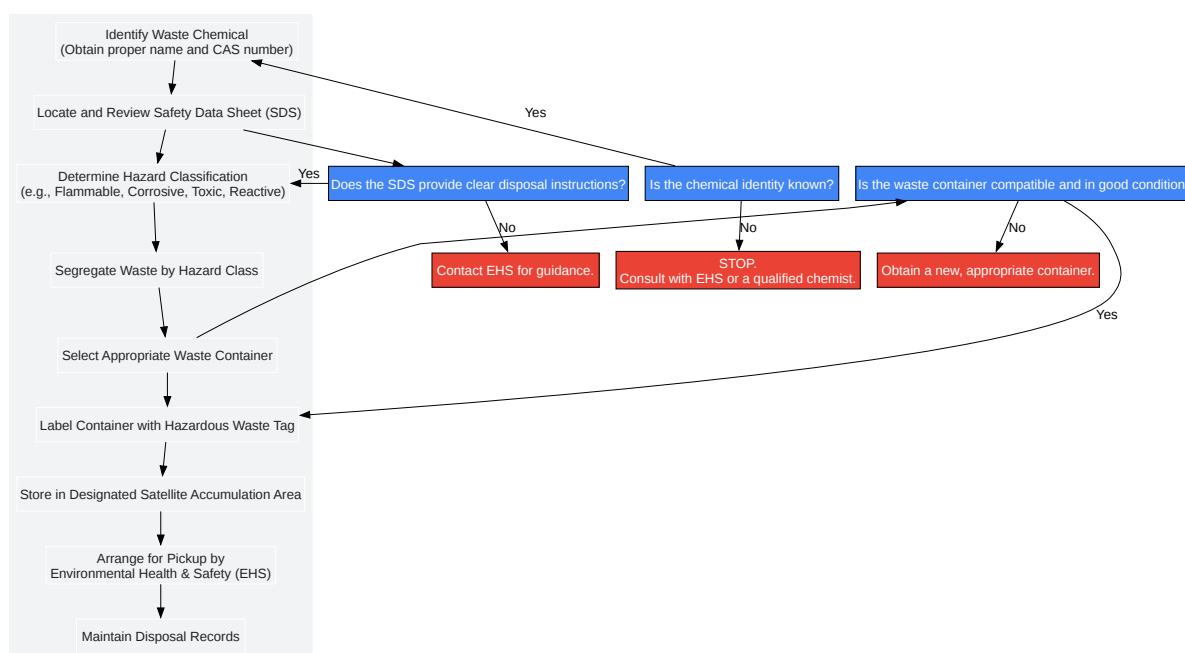 Identify Waste Chemical
(Obtain proper name and CAS number)
Yes
Locate and Review Safety Data Sheet (SDS)
Determine Hazard Classification
(e.g., Flammable, Corrosive, Toxic, Reactive)
Yes
Does the SDS provide clear disposal instructions?
Is the chemical identity known?
Is the waste container compatible and in good condition
No
No
No
Segregate Waste by Hazard Class
Contact EHS for guidance.
STOP.
Consult with EHS or a qualified chemist.
Obtain a new, appropriate container.
Yes
Select Appropriate Waste Container
Label Container with Hazardous Waste Tag
Store in Designated Satellite Accumulation Area
Arrange for Pickup by
Environmental Health & Safety (EHS)
Maintain Disposal Records